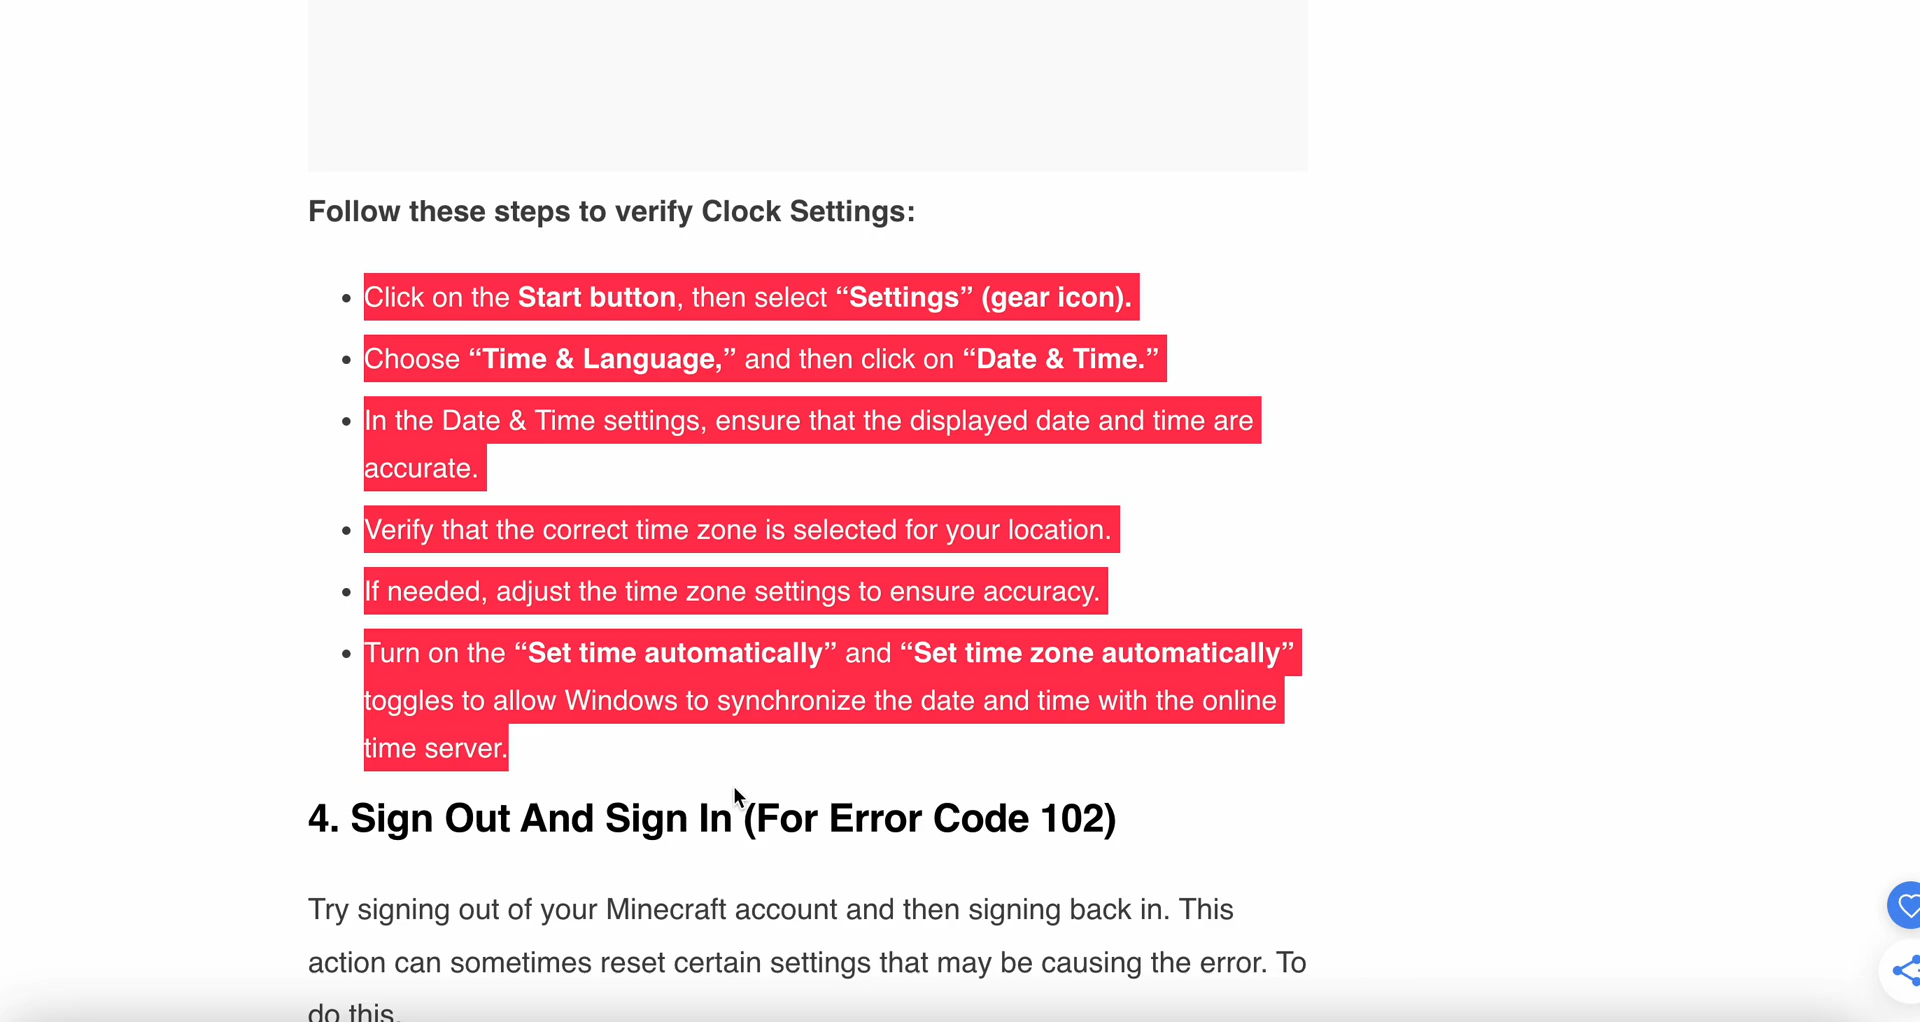 Follow these steps to verify Clock Settings:
• Click on the Start button, then select “Settings” (gear icon).
• Choose “Time & Language,” and then click on “Date & Time.”
• In the Date & Time settings, ensure that the displayed date and time are
accurate.
• Verify that the correct time zone is selected for your location.
• If needed, adjust the time zone settings to ensure accuracy.
• Turn on the “Set time automatically” and “Set time zone automatically”
toggles to allow Windows to synchronize the date and time with the online
time server.
4. Sign Out And Sign In (For Error Code 102)
Try signing out of your Minecraft account and then signing back in. This
action can sometimes reset certain settings that may be causing the error. To
do this.